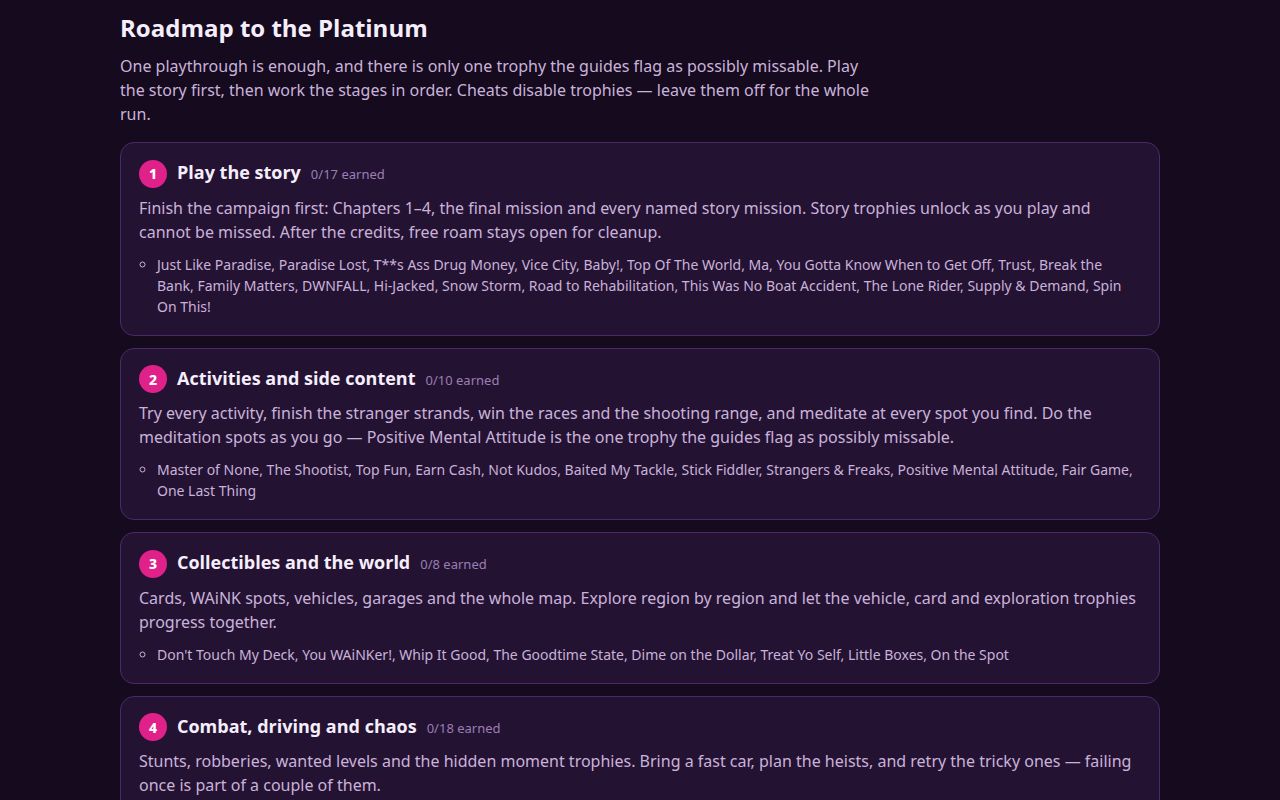 Roadmap to the Platinum
One playthrough is enough, and there is only one trophy the guides flag as possibly missable. Play
the story first, then work the stages in order. Cheats disable trophies — leave them off for the whole
run.
1 Play the story 0/17 earned
Finish the campaign first: Chapters 1–4, the final mission and every named story mission. Story trophies unlock as you play and
cannot be missed. After the credits, free roam stays open for cleanup.
Just Like Paradise, Paradise Lost, T**s Ass Drug Money, Vice City, Baby!, Top Of The World, Ma, You Gotta Know When to Get Off, Trust, Break the
Bank, Family Matters, DWNFALL, Hi-Jacked, Snow Storm, Road to Rehabilitation, This Was No Boat Accident, The Lone Rider, Supply & Demand, Spin
On This!
2 Activities and side content 0/10 earned
Try every activity, finish the stranger strands, win the races and the shooting range, and meditate at every spot you find. Do the
meditation spots as you go — Positive Mental Attitude is the one trophy the guides flag as possibly missable.
Master of None, The Shootist, Top Fun, Earn Cash, Not Kudos, Baited My Tackle, Stick Fiddler, Strangers & Freaks, Positive Mental Attitude, Fair Game,
One Last Thing
3 Collectibles and the world 0/8 earned
Cards, WAiNK spots, vehicles, garages and the whole map. Explore region by region and let the vehicle, card and exploration trophies
progress together.
Don't Touch My Deck, You WAiNKer!, Whip It Good, The Goodtime State, Dime on the Dollar, Treat Yo Self, Little Boxes, On the Spot
4 Combat, driving and chaos 0/18 earned
Stunts, robberies, wanted levels and the hidden moment trophies. Bring a fast car, plan the heists, and retry the tricky ones — failing
once is part of a couple of them.